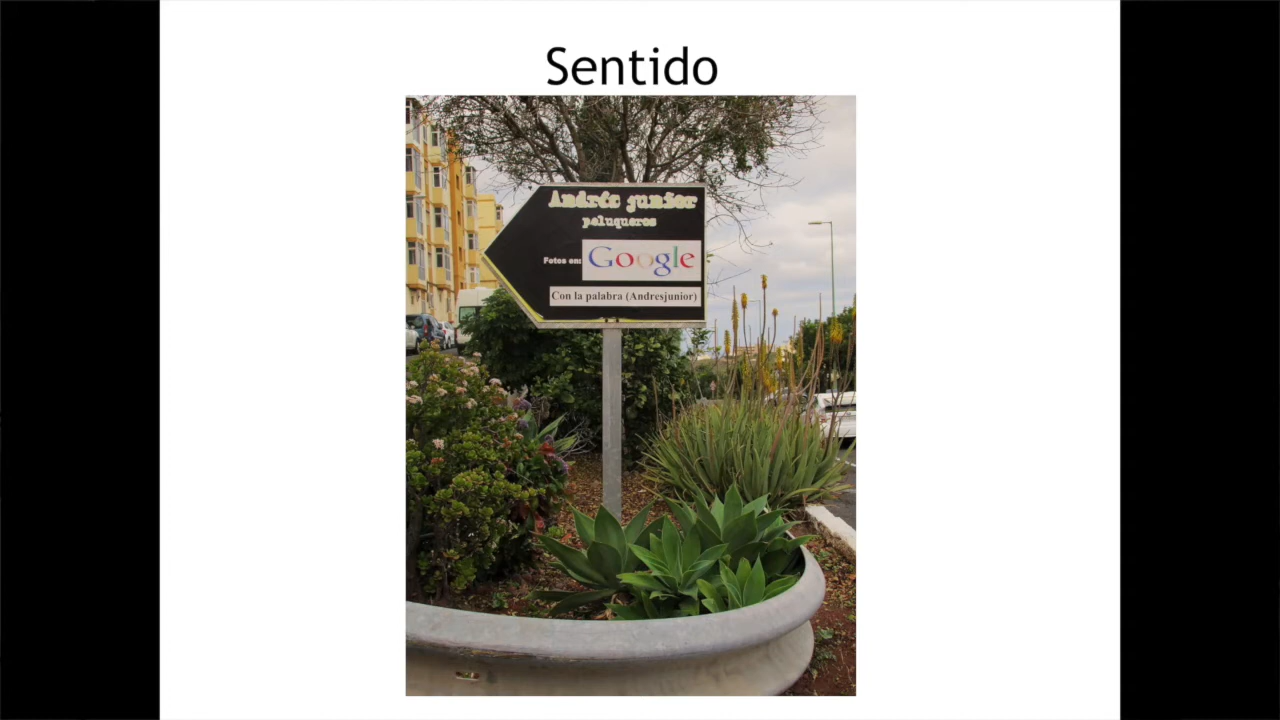 Sentido
Andrés junior
peluqueros
Fotos en:
Google
Con la palabra (Andresjunior)